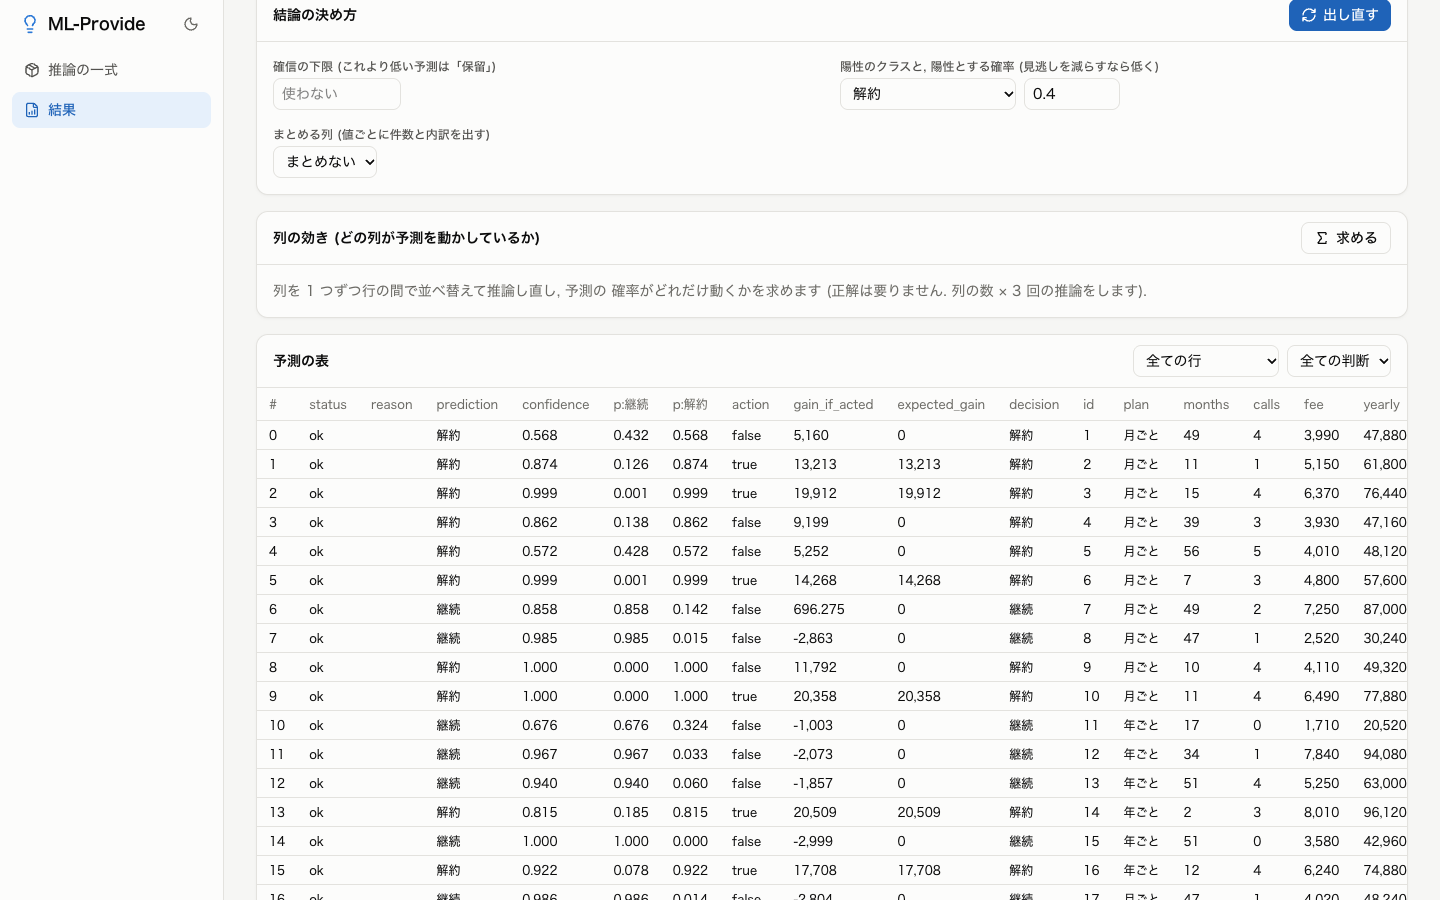 ML-Provide
推論の一式
結果
結論の決め方
出し直す
確信の下限 (これより低い予測は「保留」)
使わない
陽性のクラスと, 陽性とする確率 (見逃しを減らすなら低く)
解約 0.4
まとめる列 (値ごとに件数と内訳を出す)
まとめない
列の効き (どの列が予測を動かしているか)
Σ 求める
列を 1 つずつ行の間で並べ替えて推論し直し, 予測の 確率がどれだけ動くかを求めます (正解は要りません. 列の数 × 3 回の推論をします).
予測の表
全ての行 全ての判断
# status reason prediction confidence p:継続 p:解約 action gain_if_acted expected_gain decision id plan months calls fee yearly
0 ok 解約 0.568 0.432 0.568 false 5,160 0 解約 1 月ごと 49 4 3,990 47,880
1 ok 解約 0.874 0.126 0.874 true 13,213 13,213 解約 2 月ごと 11 1 5,150 61,800
2 ok 解約 0.999 0.001 0.999 true 19,912 19,912 解約 3 月ごと 15 4 6,370 76,440
3 ok 解約 0.862 0.138 0.862 false 9,199 0 解約 4 月ごと 39 3 3,930 47,160
4 ok 解約 0.572 0.428 0.572 false 5,252 0 解約 5 月ごと 56 5 4,010 48,120
5 ok 解約 0.999 0.001 0.999 true 14,268 14,268 解約 6 月ごと 7 3 4,800 57,600
6 ok 継続 0.858 0.858 0.142 false 696.275 0 継続 7 月ごと 49 2 7,250 87,000
7 ok 継続 0.985 0.985 0.015 false -2,863 0 継続 8 月ごと 47 1 2,520 30,240
8 ok 解約 1.000 0.000 1.000 false 11,792 0 解約 9 月ごと 10 4 4,110 49,320
9 ok 解約 1.000 0.000 1.000 true 20,358 20,358 解約 10 月ごと 11 4 6,490 77,880
10 ok 継続 0.676 0.676 0.324 false -1,003 0 継続 11 年ごと 17 0 1,710 20,520
11 ok 継続 0.967 0.967 0.033 false -2,073 0 継続 12 年ごと 34 1 7,840 94,080
12 ok 継続 0.940 0.940 0.060 false -1,857 0 継続 13 年ごと 51 4 5,250 63,000
13 ok 解約 0.815 0.185 0.815 true 20,509 20,509 解約 14 年ごと 2 3 8,010 96,120
14 ok 継続 1.000 1.000 0.000 false -2,999 0 継続 15 年ごと 51 0 3,580 42,960
15 ok 解約 0.922 0.078 0.922 true 17,708 17,708 解約 16 年ごと 12 4 6,240 74,880
16 ok 継続 0.986 0.986 0.014 false -2,804 0 継続 17 月ごと 47 1 4,020 48,240